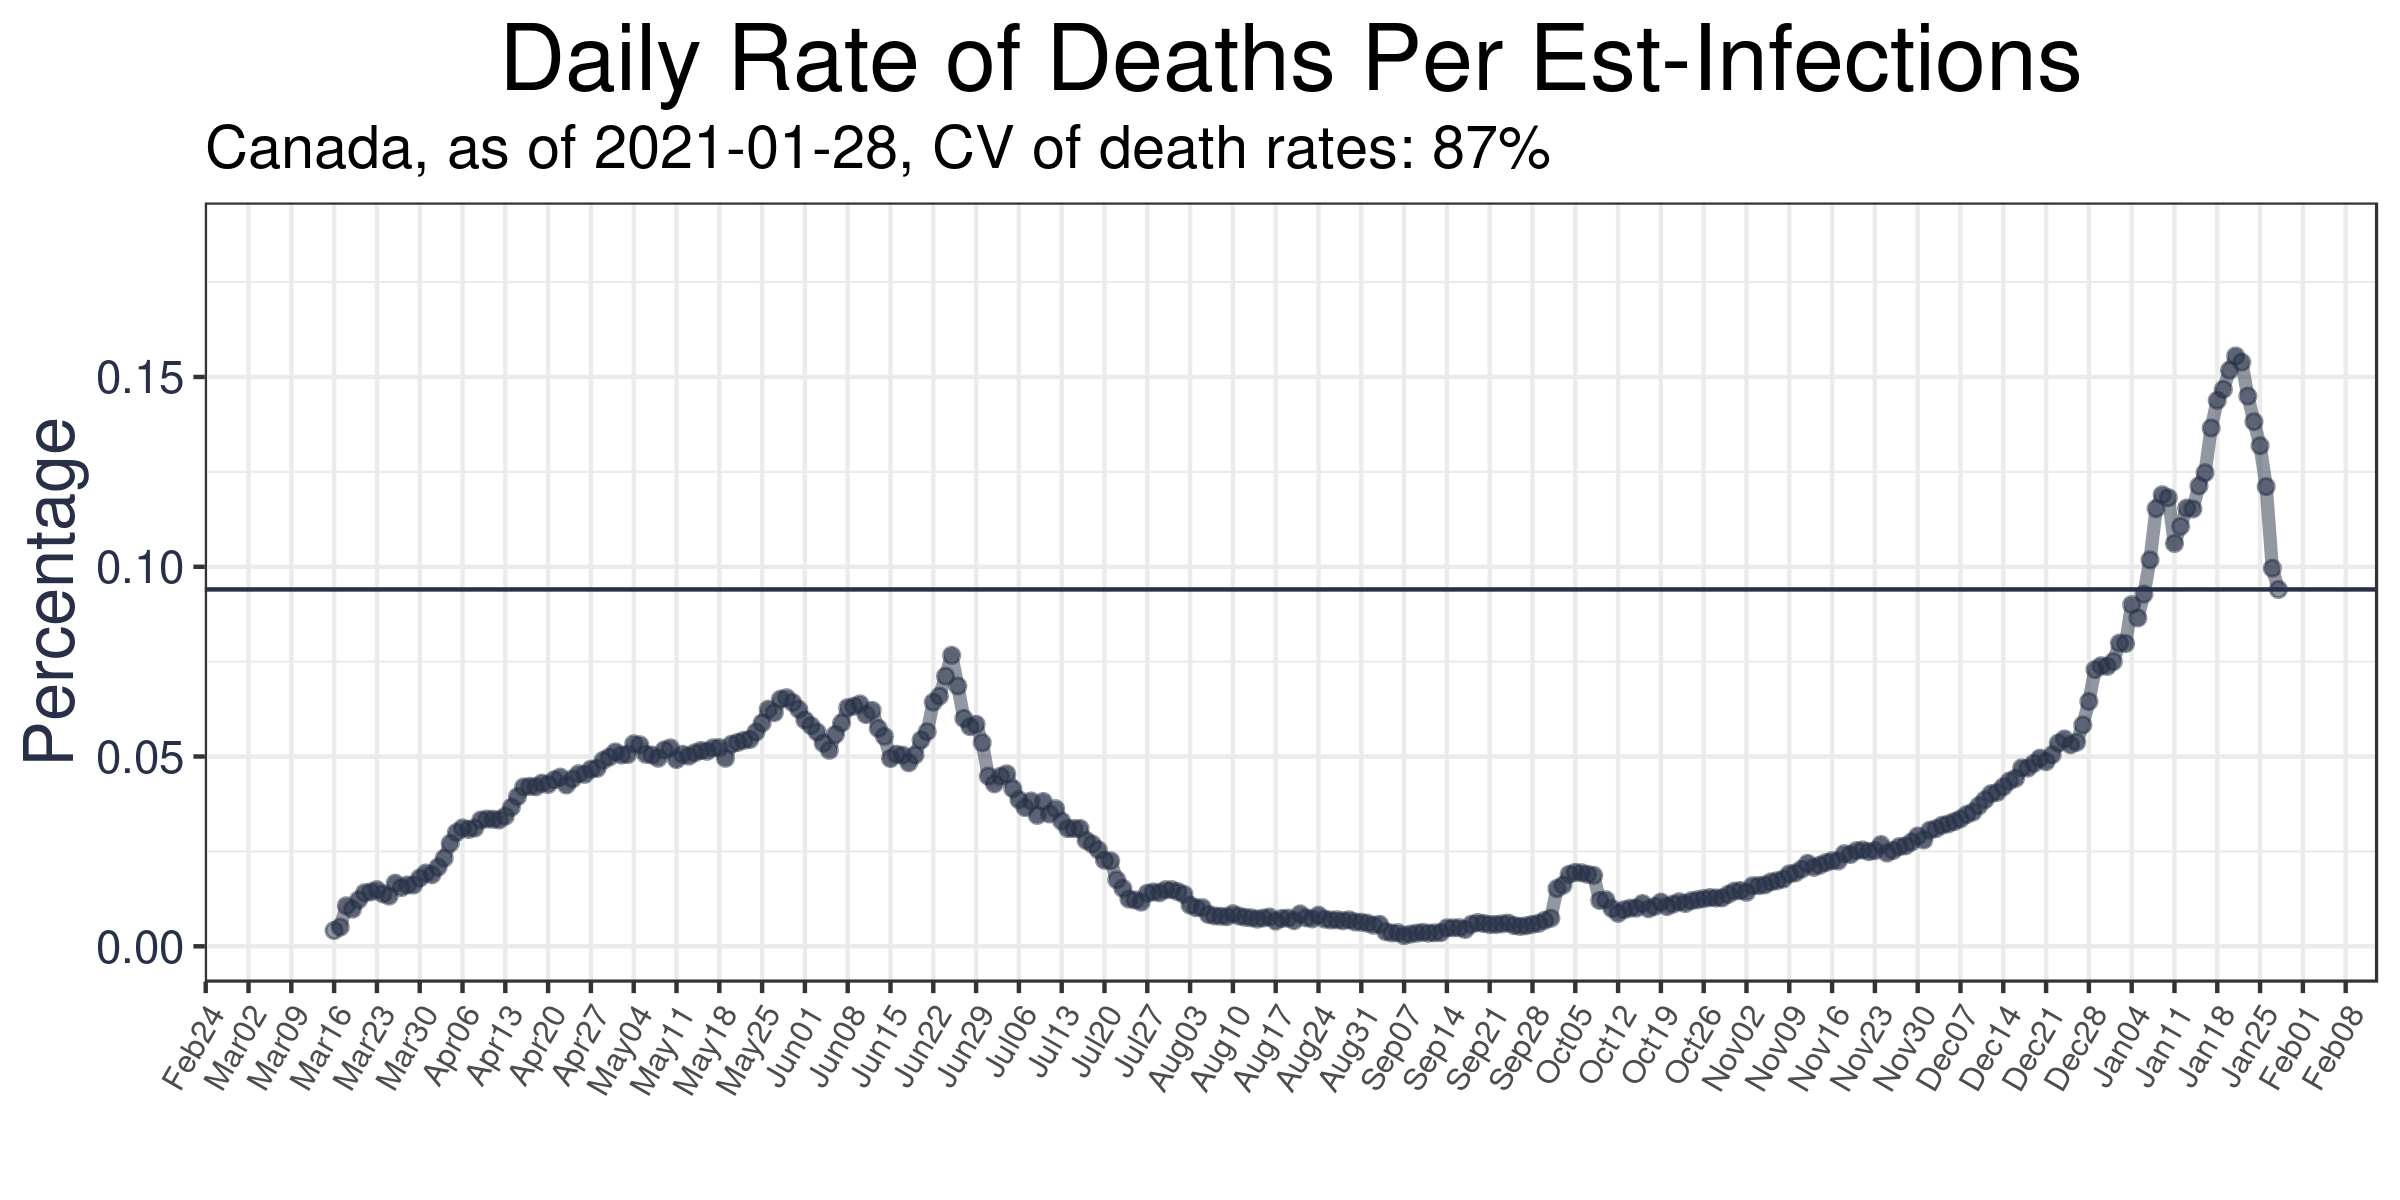 Daily Rate of Deaths Per Est-Infections
Canada, as of 2021-01-28, CV of death rates: 87%
Percentage
0.15
0.10
0.05
0.00
Feb24
Mar02
Mar09
Mar16
Mar23
Mar30
Apr06
Apr13
Apr20
Apr27
May04
May11
May18
May25
Jun01
Jun08
Jun15
Jun22
Jun29
Jul06
Jul13
Jul20
Jul27
Aug03
Aug10
Aug17
Aug24
Aug31
Sep07
Sep14
Sep21
Sep28
Oct05
Oct12
Oct19
Oct26
Nov02
Nov09
Nov16
Nov23
Nov30
Dec07
Dec14
Dec21
Dec28
Jan04
Jan11
Jan18
Jan25
Feb01
Feb08